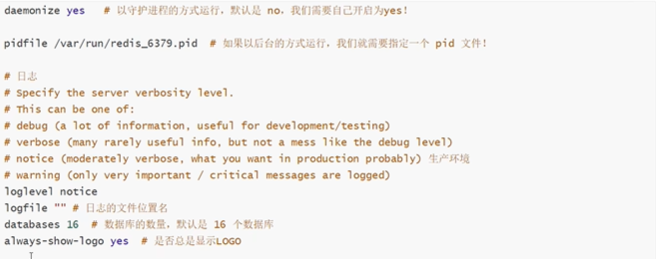 daemonize yes # 以守护进程的方式运行，默认是 no，我们需要自己开启为yes！
pidfile /var/run/redis_6379.pid # 如果以后台的方式运行，我们就需要指定一个 pid 文件！
# 日志
# Specify the server verbosity level.
# This can be one of:
# debug (a lot of information, useful for development/testing)
# verbose (many rarely useful info, but not a mess like the debug level)
# notice (moderately verbose, what you want in production probably) 生产环境
# warning (only very important / critical messages are logged)
loglevel notice
logfile "" # 日志的文件位置名
databases 16 # 数据库的数量，默认是 16 个数据库
always-show-logo yes # 是否总是显示LOGO